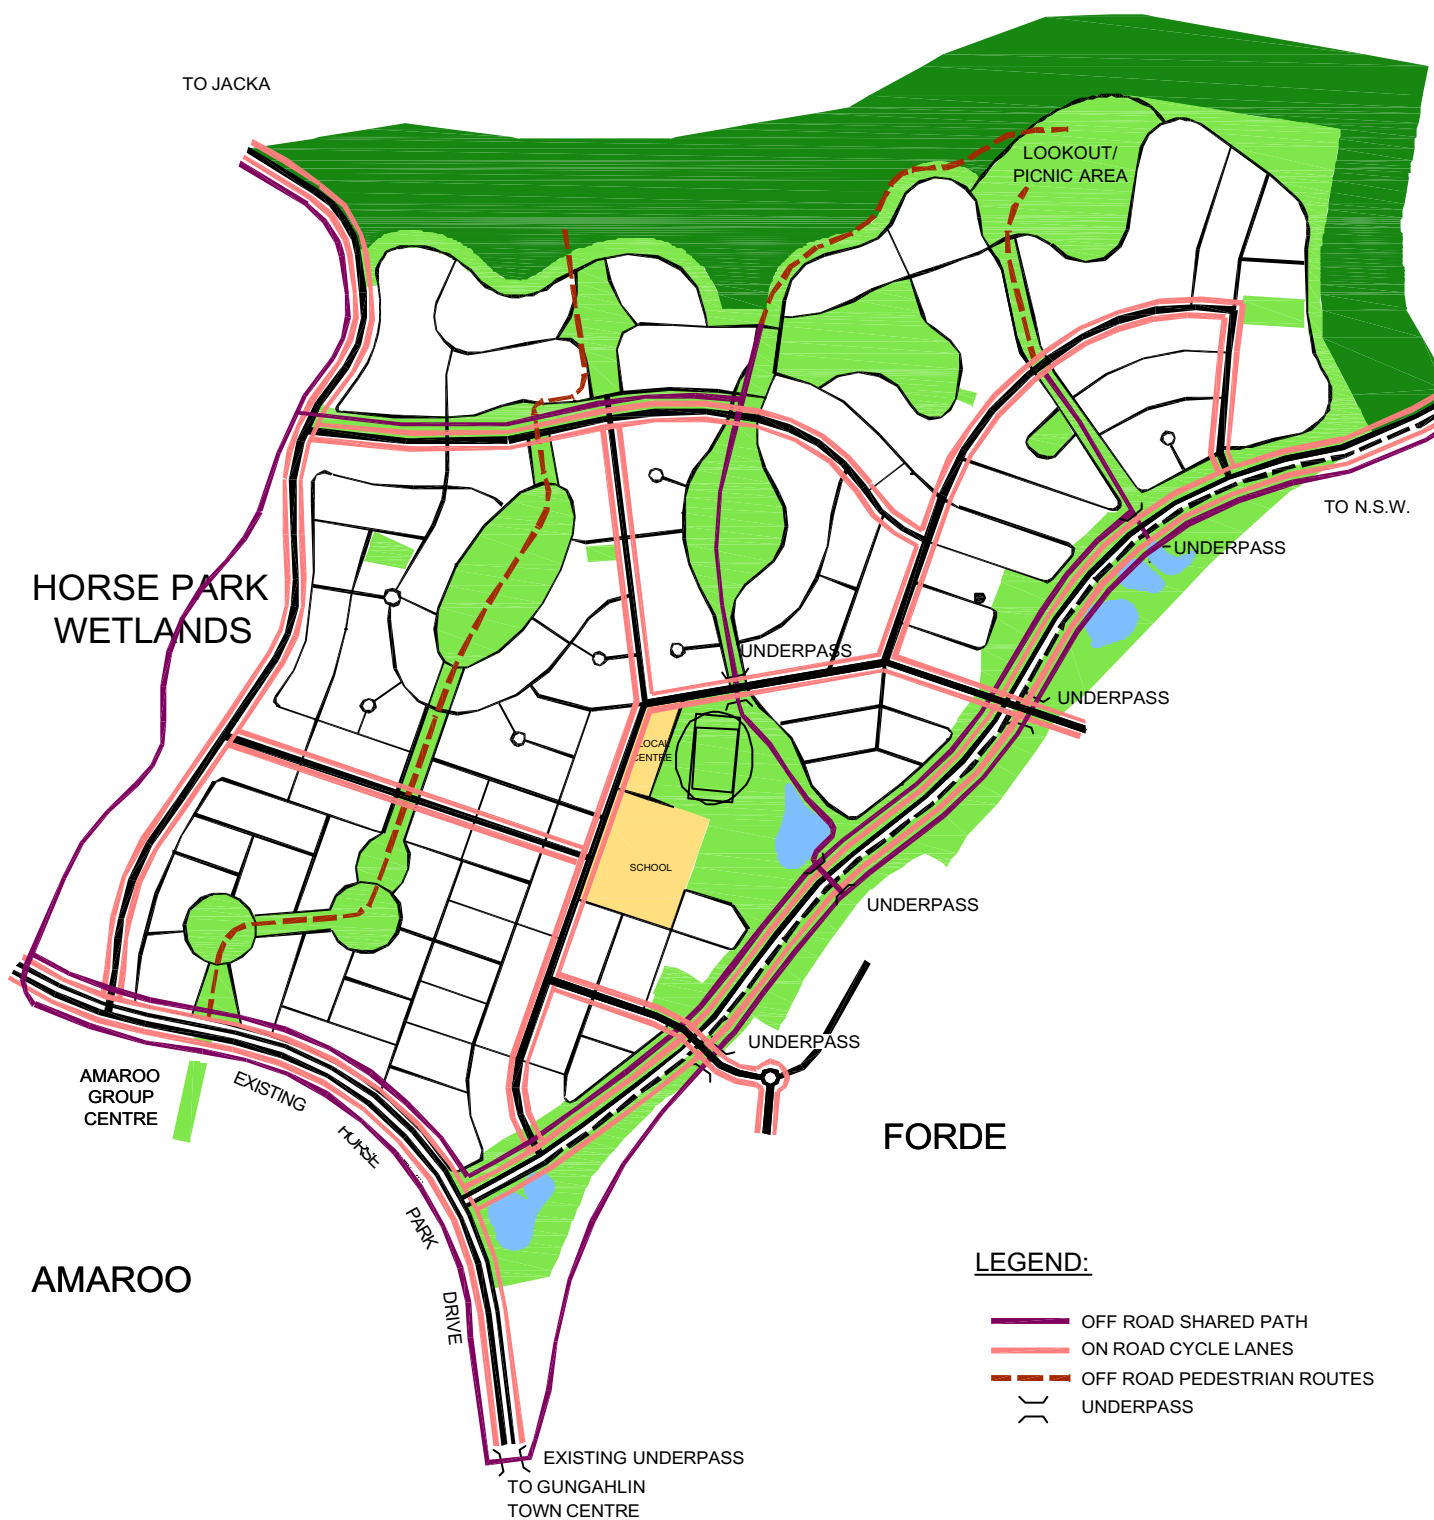 TO JACKA
LOOKOUT/
PICNIC AREA
TO N.S.W.
UNDERPASS
HORSE PARK
WETLANDS
UNDERPASS
UNDERPASS
LOCAL
CENTRE
SCHOOL
UNDERPASS
UNDERPASS
AMAROO
GROUP
CENTRE
EXISTING
HORSE
PARK
DRIVE
FORDE
AMAROO
LEGEND:
OFF ROAD SHARED PATH
ON ROAD CYCLE LANES
OFF ROAD PEDESTRIAN ROUTES
UNDERPASS
EXISTING UNDERPASS
TO GUNGAHLIN
TOWN CENTRE